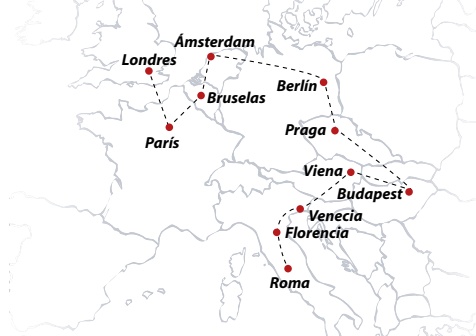 Ámsterdam
Londres
Berlín
Bruselas
Praga
París
Viena
Budapest
Venecia
Florencia
Roma